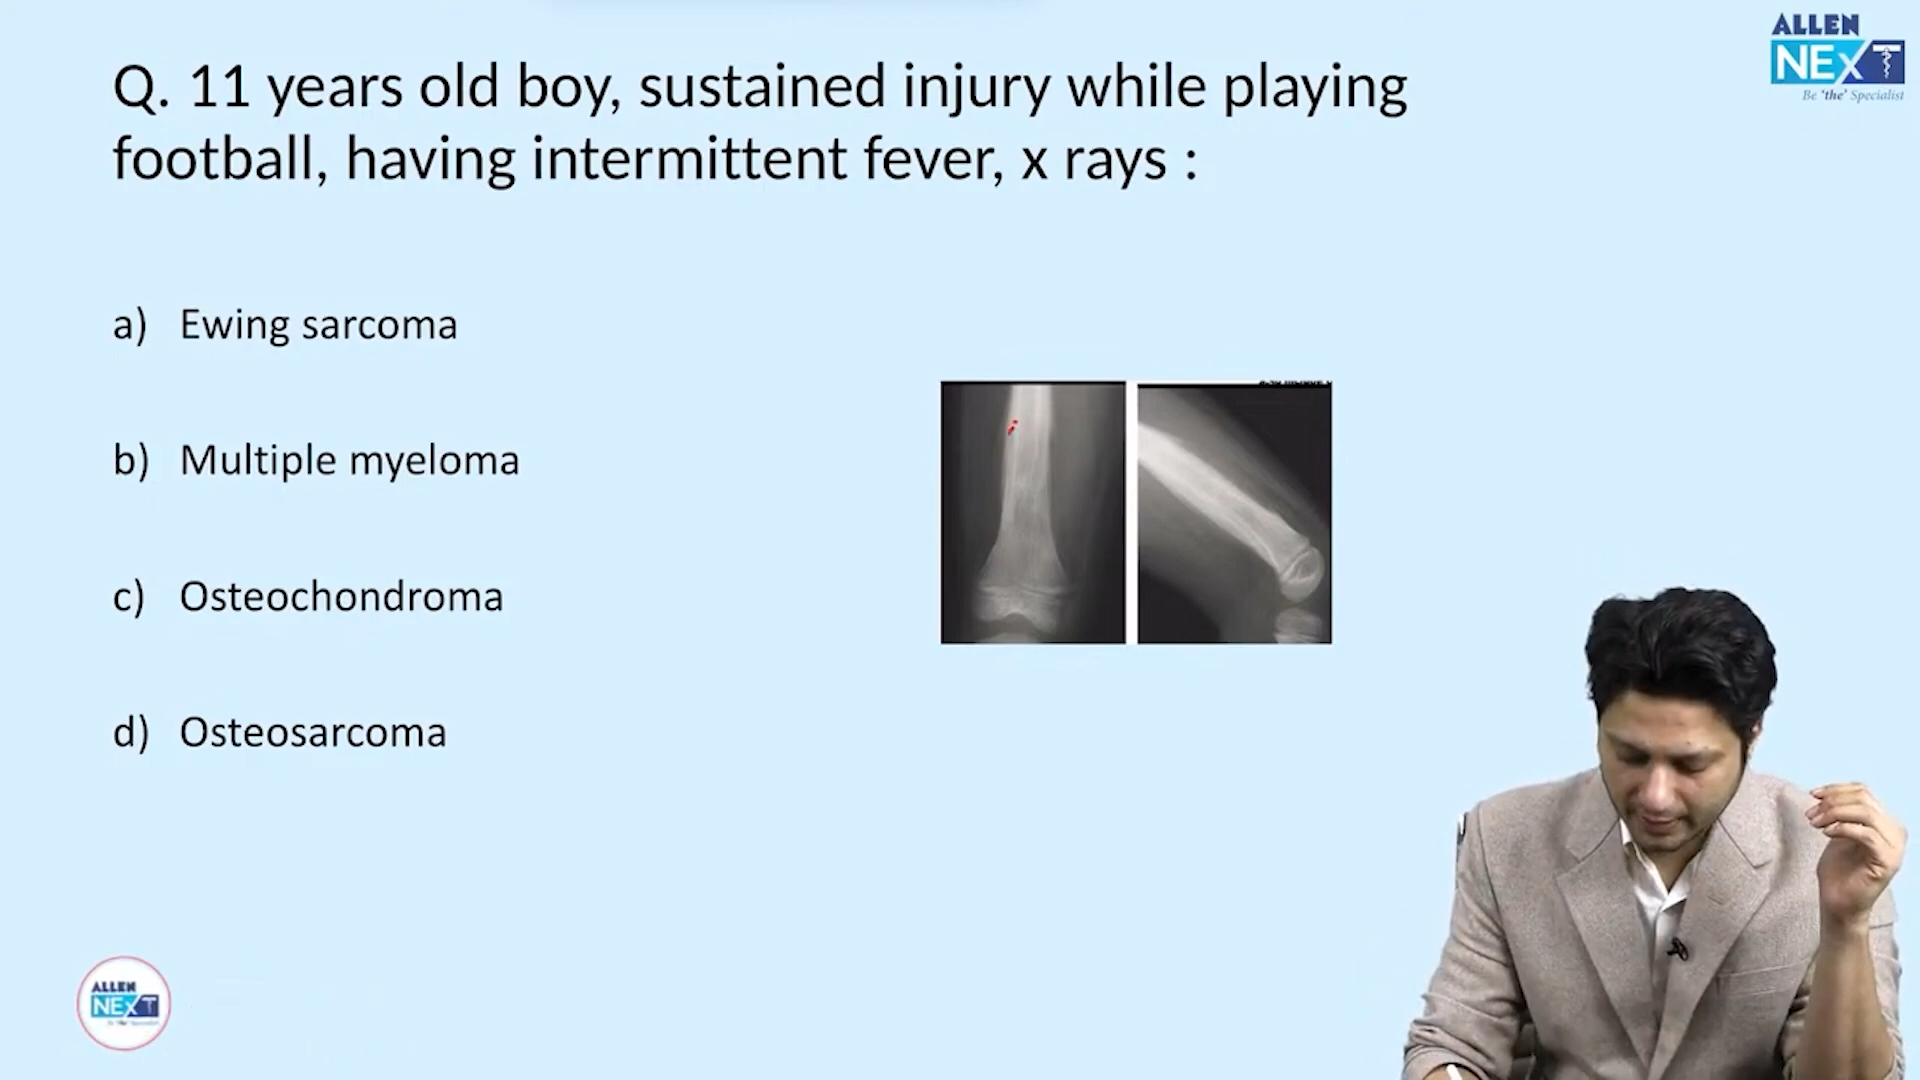 ALLEN
NEXT
Be 'the' Specialist
Q. 11 years old boy, sustained injury while playing
football, having intermittent fever, x rays :
a) Ewing sarcoma
b) Multiple myeloma
c) Osteochondroma
d) Osteosarcoma
ALLEN
NEXT